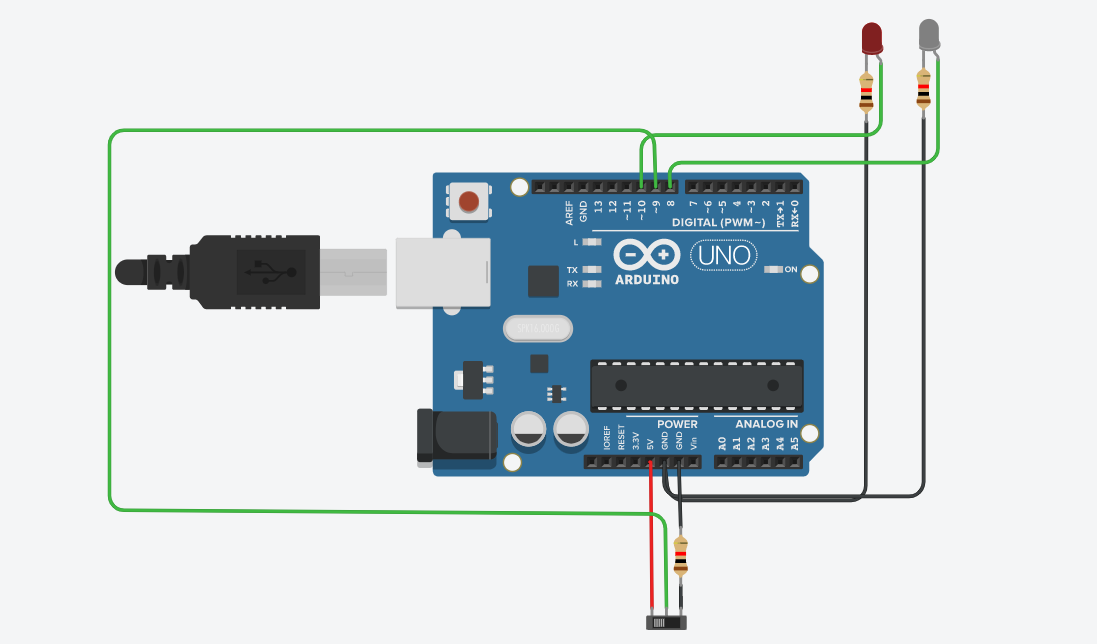 AREF
GND
13
12
~11
~10
~9
8
7
~6
~5
4
~3
2
TX→1
RX←0
DIGITAL (PWM~)
L
TX
RX
UNO
ON
ARDUINO
POWER
ANALOG IN
IOREF
RESET
3.3V
5V
GND
GND
Vin
A0
A1
A2
A3
A4
A5